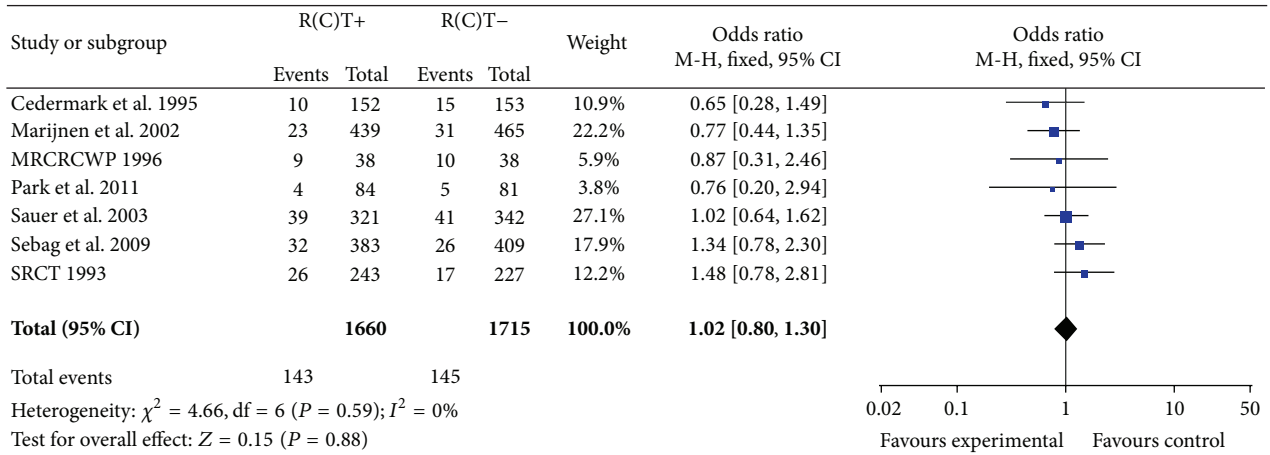 Study or subgroup R(C)T+ R(C)T− Weight Odds ratio Odds ratio
Events Total Events Total M-H, fixed, 95% CI M-H, fixed, 95% CI
Cedermark et al. 1995 10 152 15 153 10.9% 0.65 [0.28, 1.49]
Marijnen et al. 2002 23 439 31 465 22.2% 0.77 [0.44, 1.35]
MRCRCWP 1996 9 38 10 38 5.9% 0.87 [0.31, 2.46]
Park et al. 2011 4 84 5 81 3.8% 0.76 [0.20, 2.94]
Sauer et al. 2003 39 321 41 342 27.1% 1.02 [0.64, 1.62]
Sebag et al. 2009 32 383 26 409 17.9% 1.34 [0.78, 2.30]
SRCT 1993 26 243 17 227 12.2% 1.48 [0.78, 2.81]
Total (95% CI) 1660 1715 100.0% 1.02 [0.80, 1.30]
Total events 143 145
Heterogeneity: χ² = 4.66, df = 6 (P = 0.59); I² = 0%
Test for overall effect: Z = 0.15 (P = 0.88)
0.02 0.1 1 10 50
Favours experimental Favours control